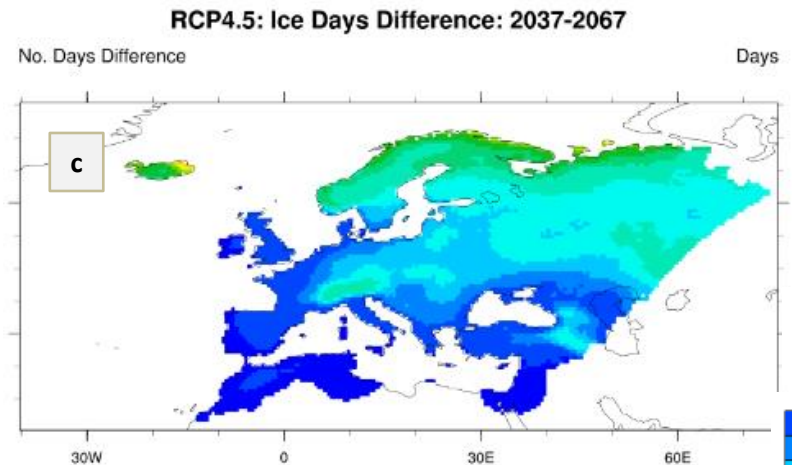 RCP4.5: Ice Days Difference: 2037-2067
No. Days Difference Days
c
30W 0 30E 60E